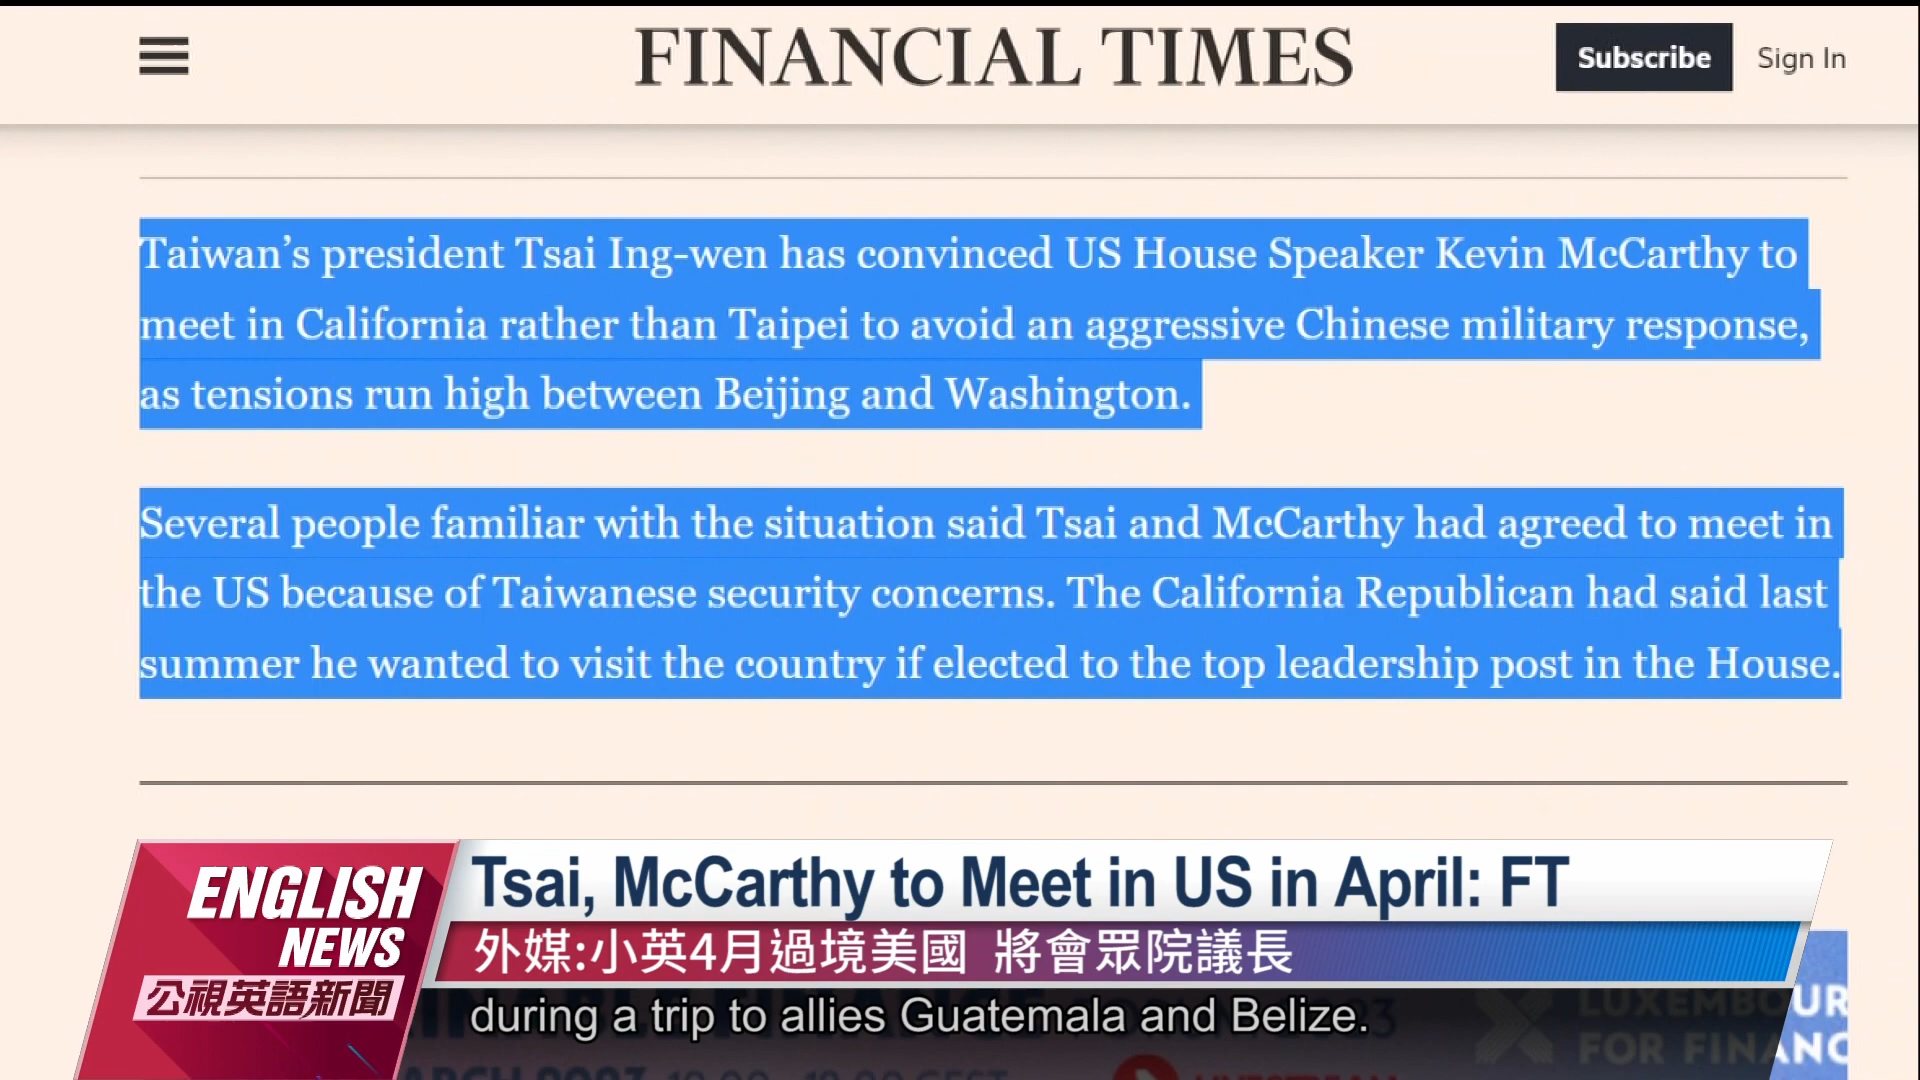 FINANCIAL TIMES
Subscribe
Sign In
Taiwan’s president Tsai Ing-wen has convinced US House Speaker Kevin McCarthy to
meet in California rather than Taipei to avoid an aggressive Chinese military response,
as tensions run high between Beijing and Washington.
Several people familiar with the situation said Tsai and McCarthy had agreed to meet in
the US because of Taiwanese security concerns. The California Republican had said last
summer he wanted to visit the country if elected to the top leadership post in the House.
ENGLISH
NEWS
公視英語新聞
Tsai, McCarthy to Meet in US in April: FT
外媒:小英4月過境美國 將會眾院議長
during a trip to allies Guatemala and Belize.
LUXEMBOUR
FOR FINANC